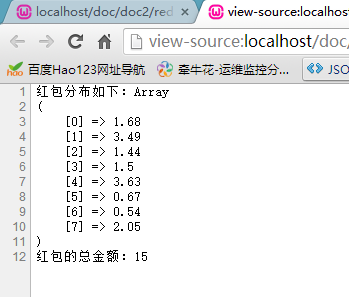 localhost/doc/doc2/red
view-source:
view-source:localhost/doc/
百度Hao123网址导航
牵牛花-运维监控分...
JSO
1 红包分布如下: Array
2 (
3 [0] => 1.68
4 [1] => 3.49
5 [2] => 1.44
6 [3] => 1.5
7 [4] => 3.63
8 [5] => 0.67
9 [6] => 0.54
10 [7] => 2.05
11 )
12 红包的总金额: 15